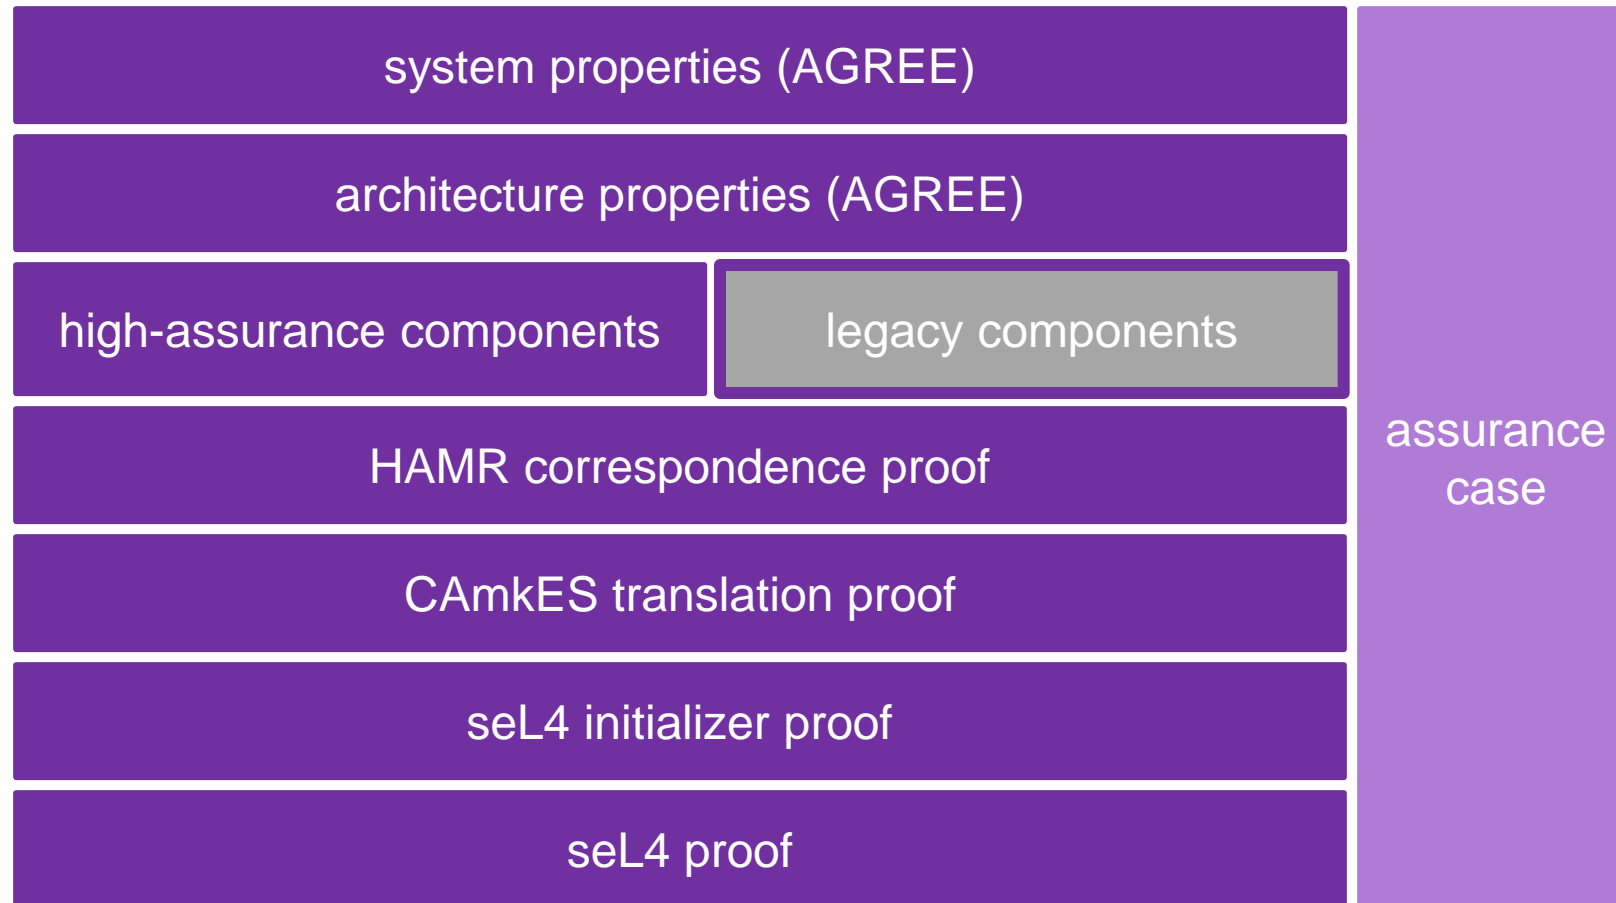 system properties (AGREE)
architecture properties (AGREE)
high-assurance components
legacy components
HAMR correspondence proof
CAmkES translation proof
seL4 initializer proof
seL4 proof
assurance
case